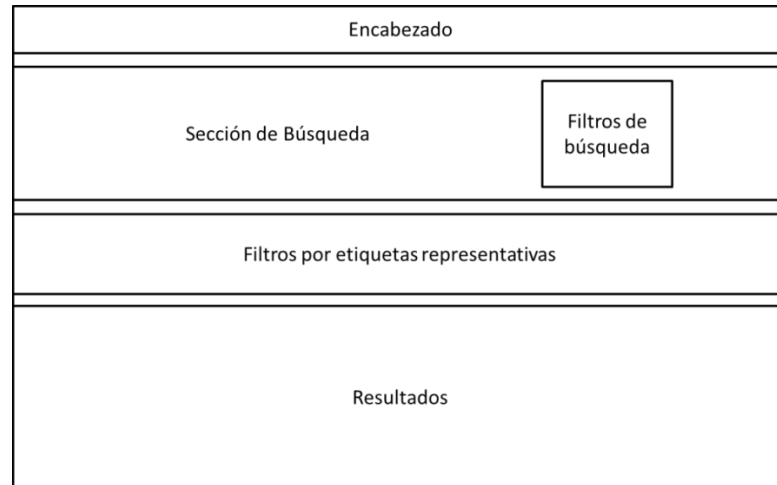 Encabezado
Sección de Búsqueda
Filtros de
búsqueda
Filtros por etiquetas representativas
Resultados